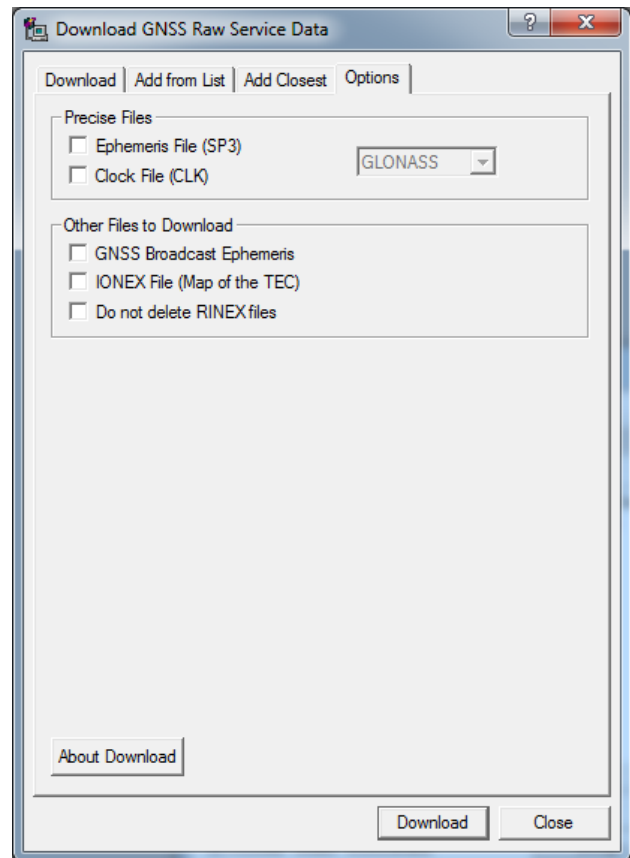 Download GNSS Raw Service Data
?
X
Download Add from List Add Closest Options
Precise Files
Ephemeris File (SP3)
GLONASS
Clock File (CLK)
Other Files to Download
GNSS Broadcast Ephemeris
IONEX File (Map of the TEC)
Do not delete RINEX files
About Download
Download Close